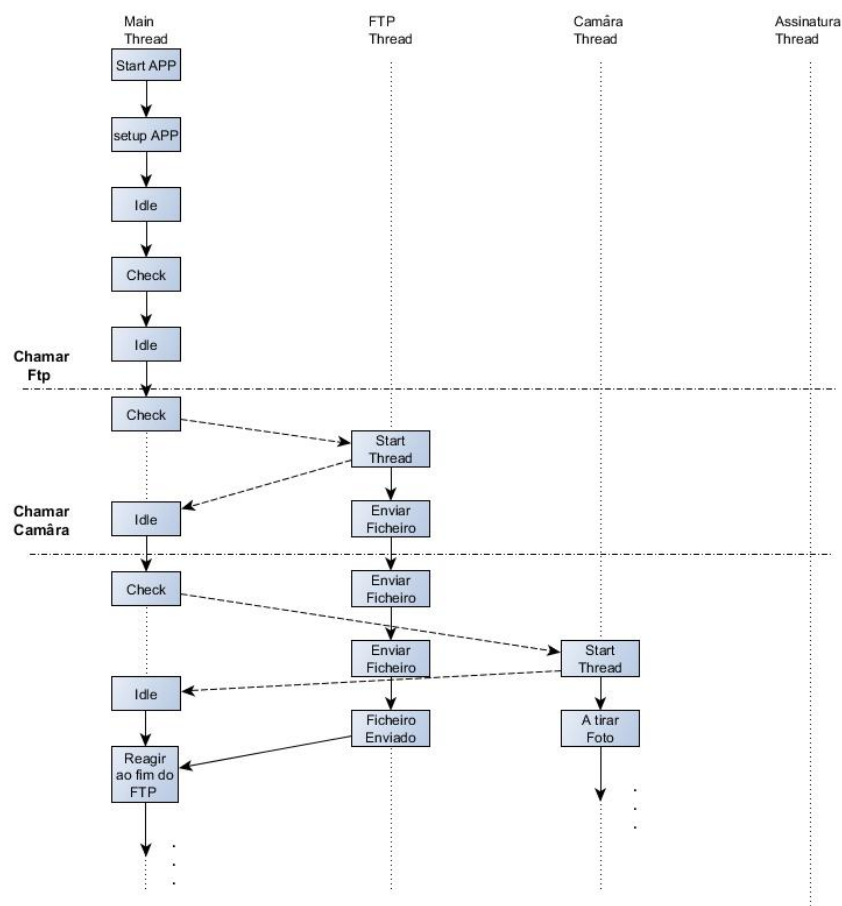 Main
Thread
FTP
Thread
Camâra
Thread
Assinatura
Thread
Start APP
setup APP
Idle
Check
Idle
Chamar
Ftp
Check
Start
Thread
Chamar
Camâra
Idle
Enviar
Ficheiro
Check
Enviar
Ficheiro
Enviar
Ficheiro
Start
Thread
Idle
Ficheiro
Enviado
A tirar
Foto
Reagir
ao fim do
FTP